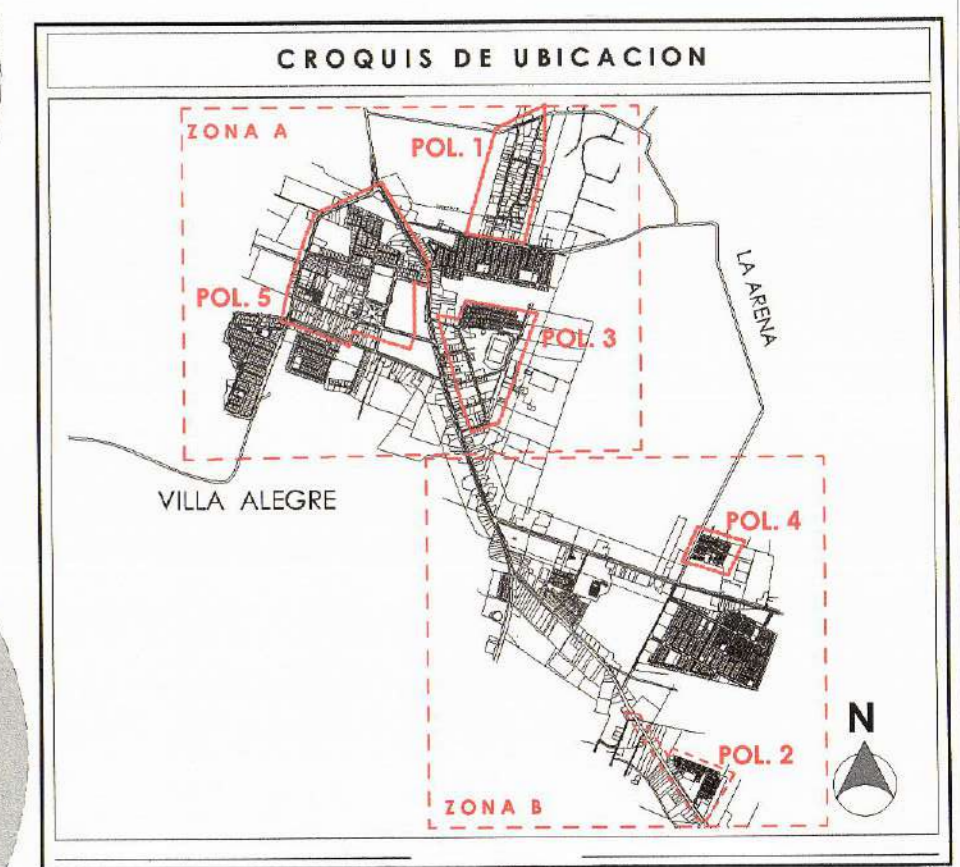 CROQUIS DE UBICACION
ZONA A
POL. 1
POL. 5
POL. 3
LA ARENA
VILLA ALEGRE
POL. 4
N
POL. 2
ZONA B